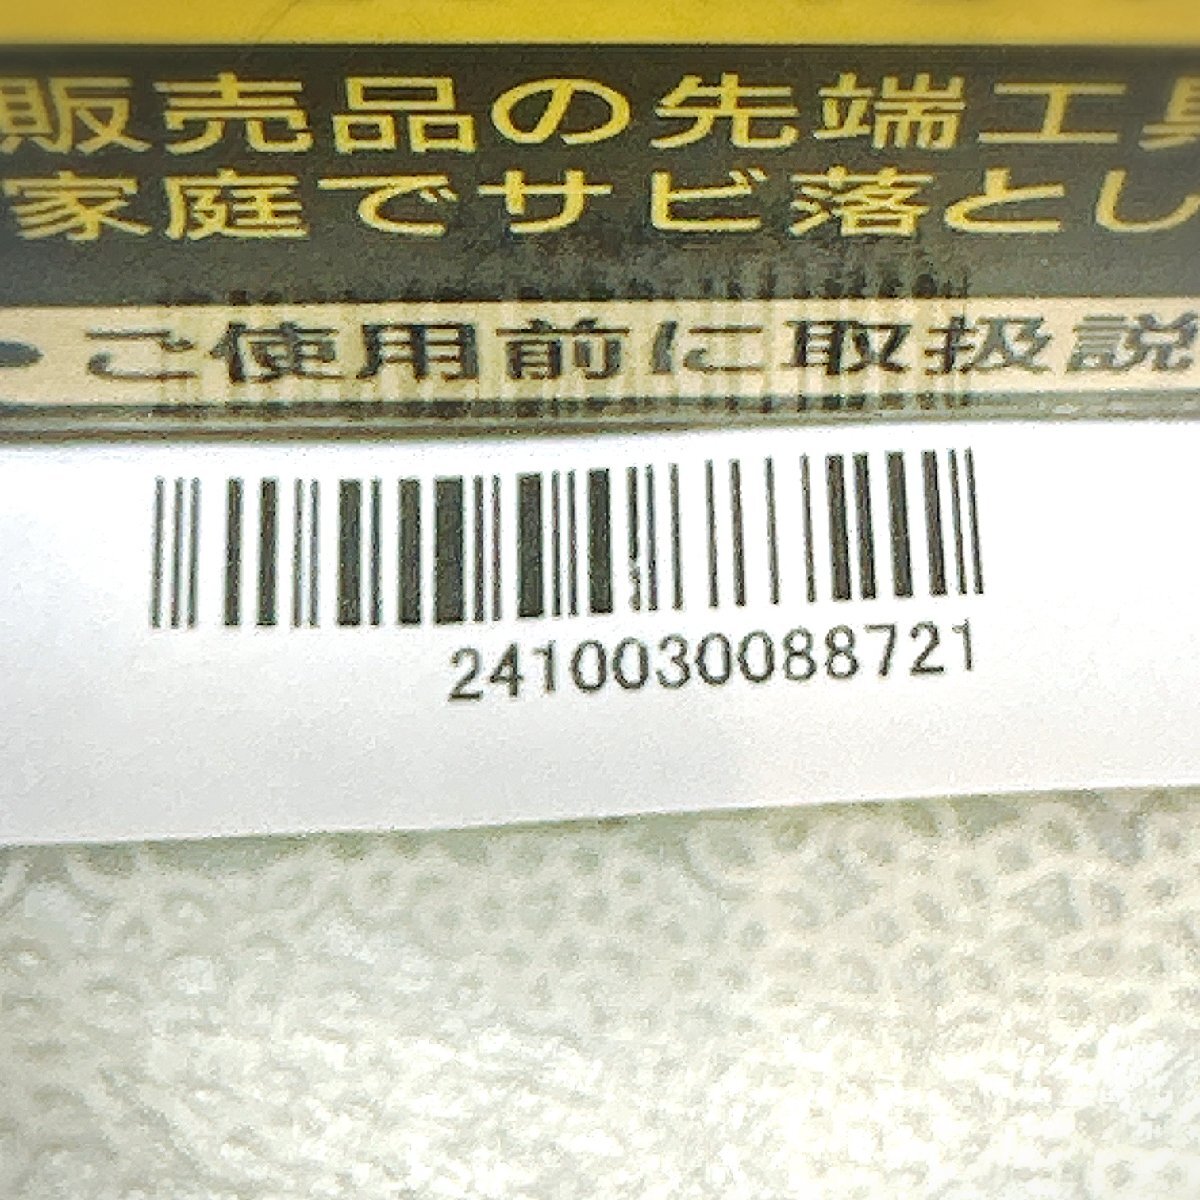 販売品の先端工具
家庭でサビ落とし
ご使用前に取扱説
2410030088721